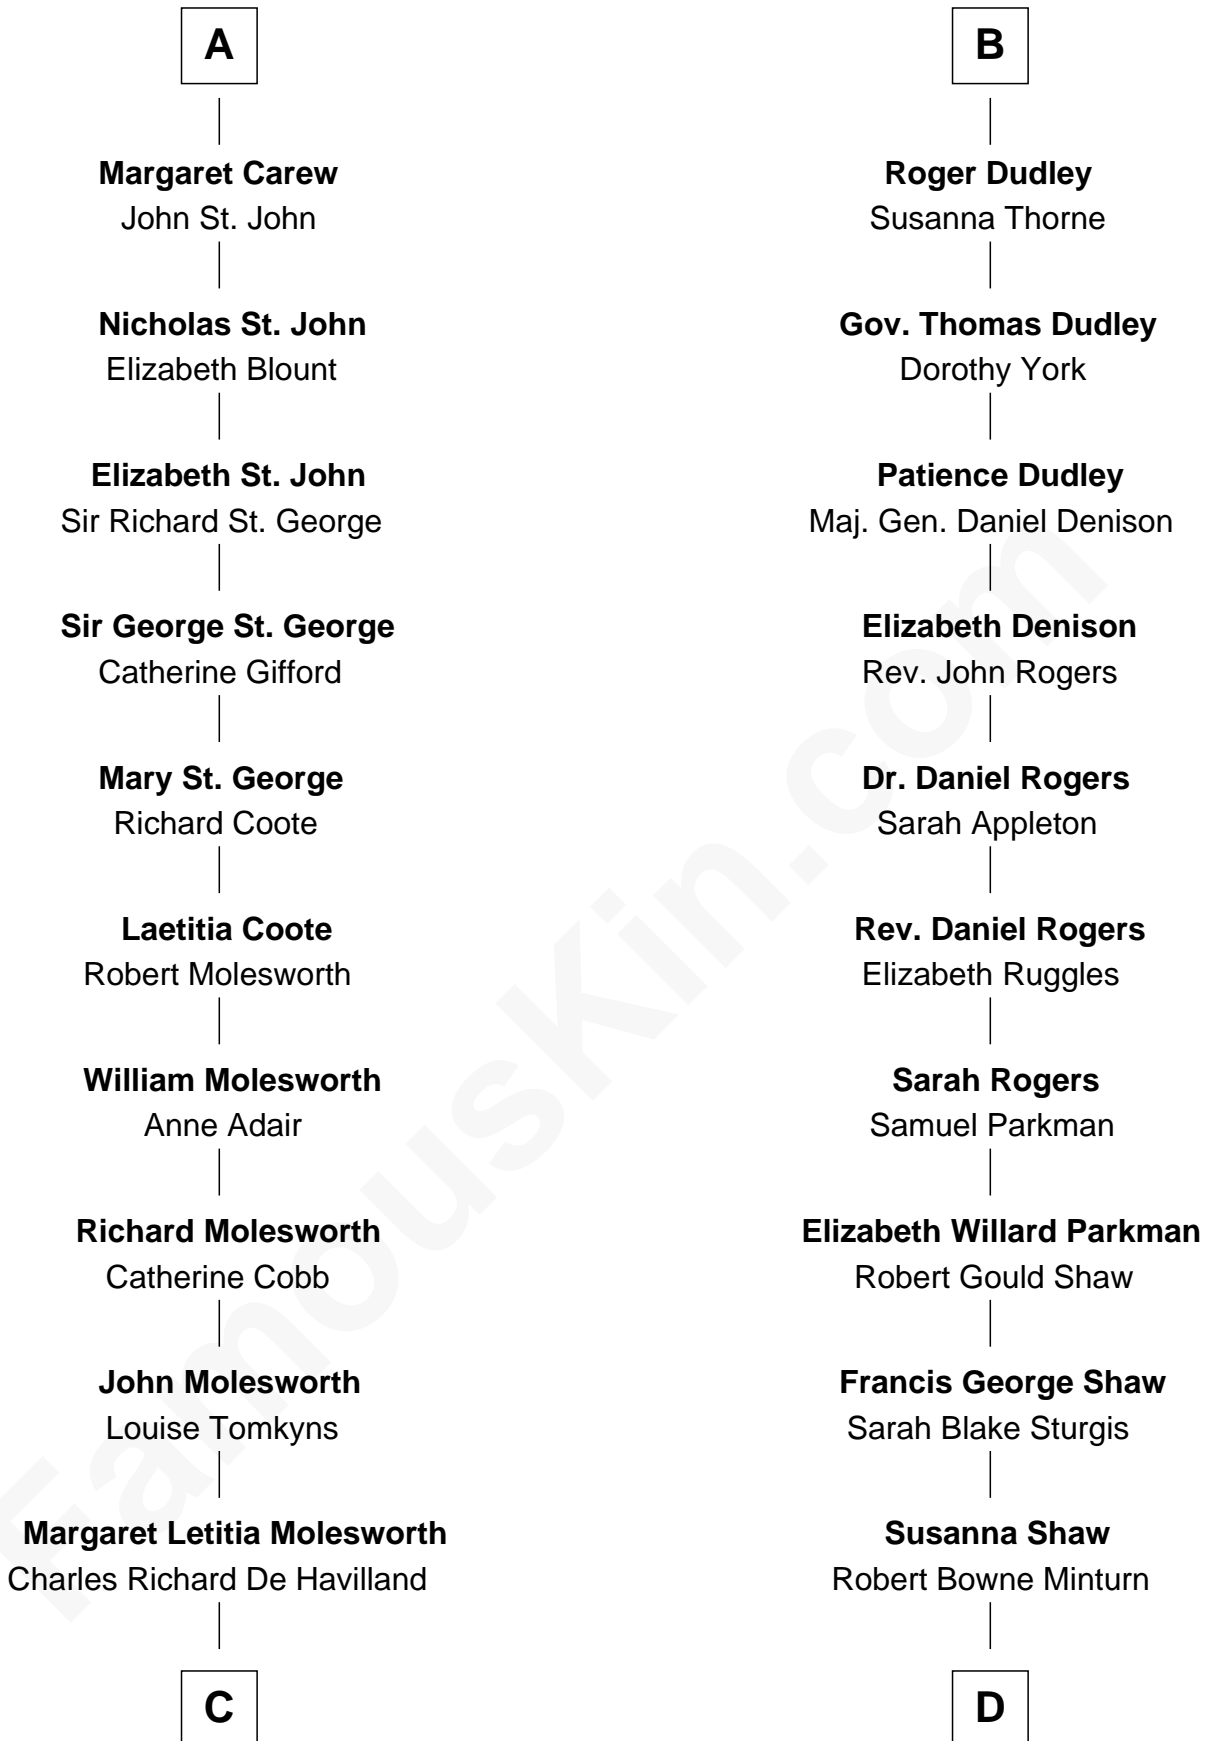 A
Margaret Carew
John St. John
Nicholas St. John
Elizabeth Blount
Elizabeth St. John
Sir Richard St. George
Sir George St. George
Catherine Gifford
Mary St. George
Richard Coote
Laetitia Coote
Robert Molesworth
William Molesworth
Anne Adair
Richard Molesworth
Catherine Cobb
John Molesworth
Louise Tomkyns
Margaret Letitia Molesworth
Charles Richard De Havilland
C
B
Roger Dudley
Susanna Thorne
Gov. Thomas Dudley
Dorothy York
Patience Dudley
Maj. Gen. Daniel Denison
Elizabeth Denison
Rev. John Rogers
Dr. Daniel Rogers
Sarah Appleton
Rev. Daniel Rogers
Elizabeth Ruggles
Sarah Rogers
Samuel Parkman
Elizabeth Willard Parkman
Robert Gould Shaw
Francis George Shaw
Sarah Blake Sturgis
Susanna Shaw
Robert Bowne Minturn
D
FamousKin.com